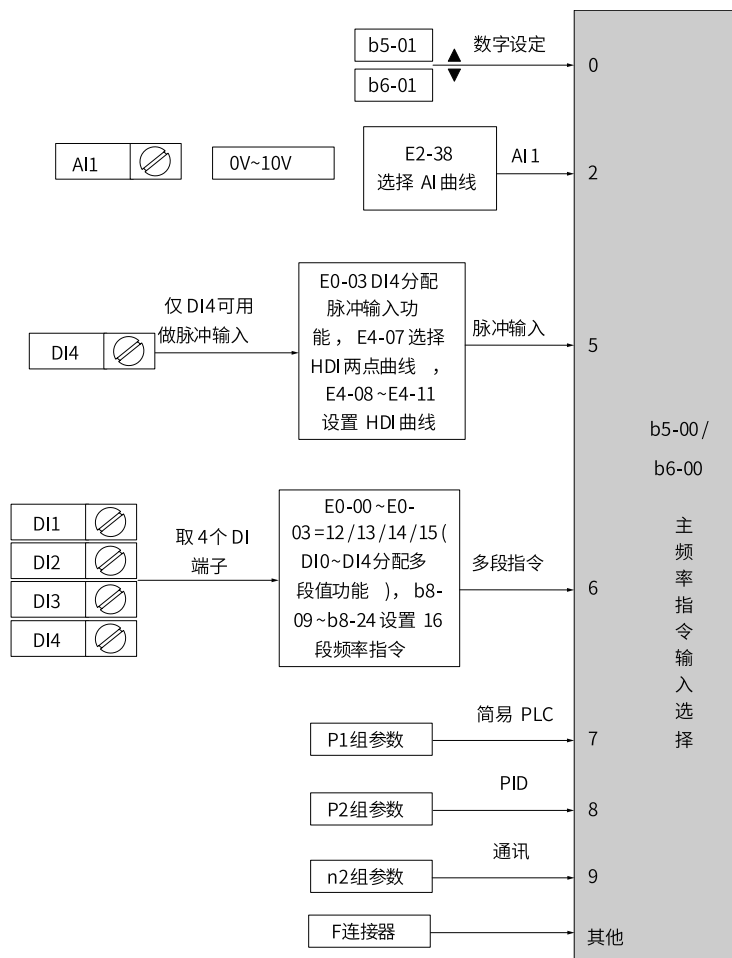 b5-01
b6-01
数字设定
0
AI1
0V~10V
E2-38
选择 AI曲线
AI1
2
DI4
仅 DI4可用
做脉冲输入
E0-03 DI4分配
脉冲输入功
能 ， E4-07 选择
HDI 两点曲线 ，
E4-08 ~E4-11
设置 HDI 曲线
脉冲输入
5
DI1
DI2
DI3
DI4
取 4个 DI
端子
E0-00 ~E0-
03 =12 / 13 / 14 / 15 (
DI0~DI4分配多
段值功能 )， b8-
09 ~b8-24 设置 16
段频率指令
多段指令
6
P1组参数
简易 PLC
7
P2组参数
PID
8
n2组参数
通讯
9
F连接器
其他
b5-00 /
b6-00
主频率指令输入选择